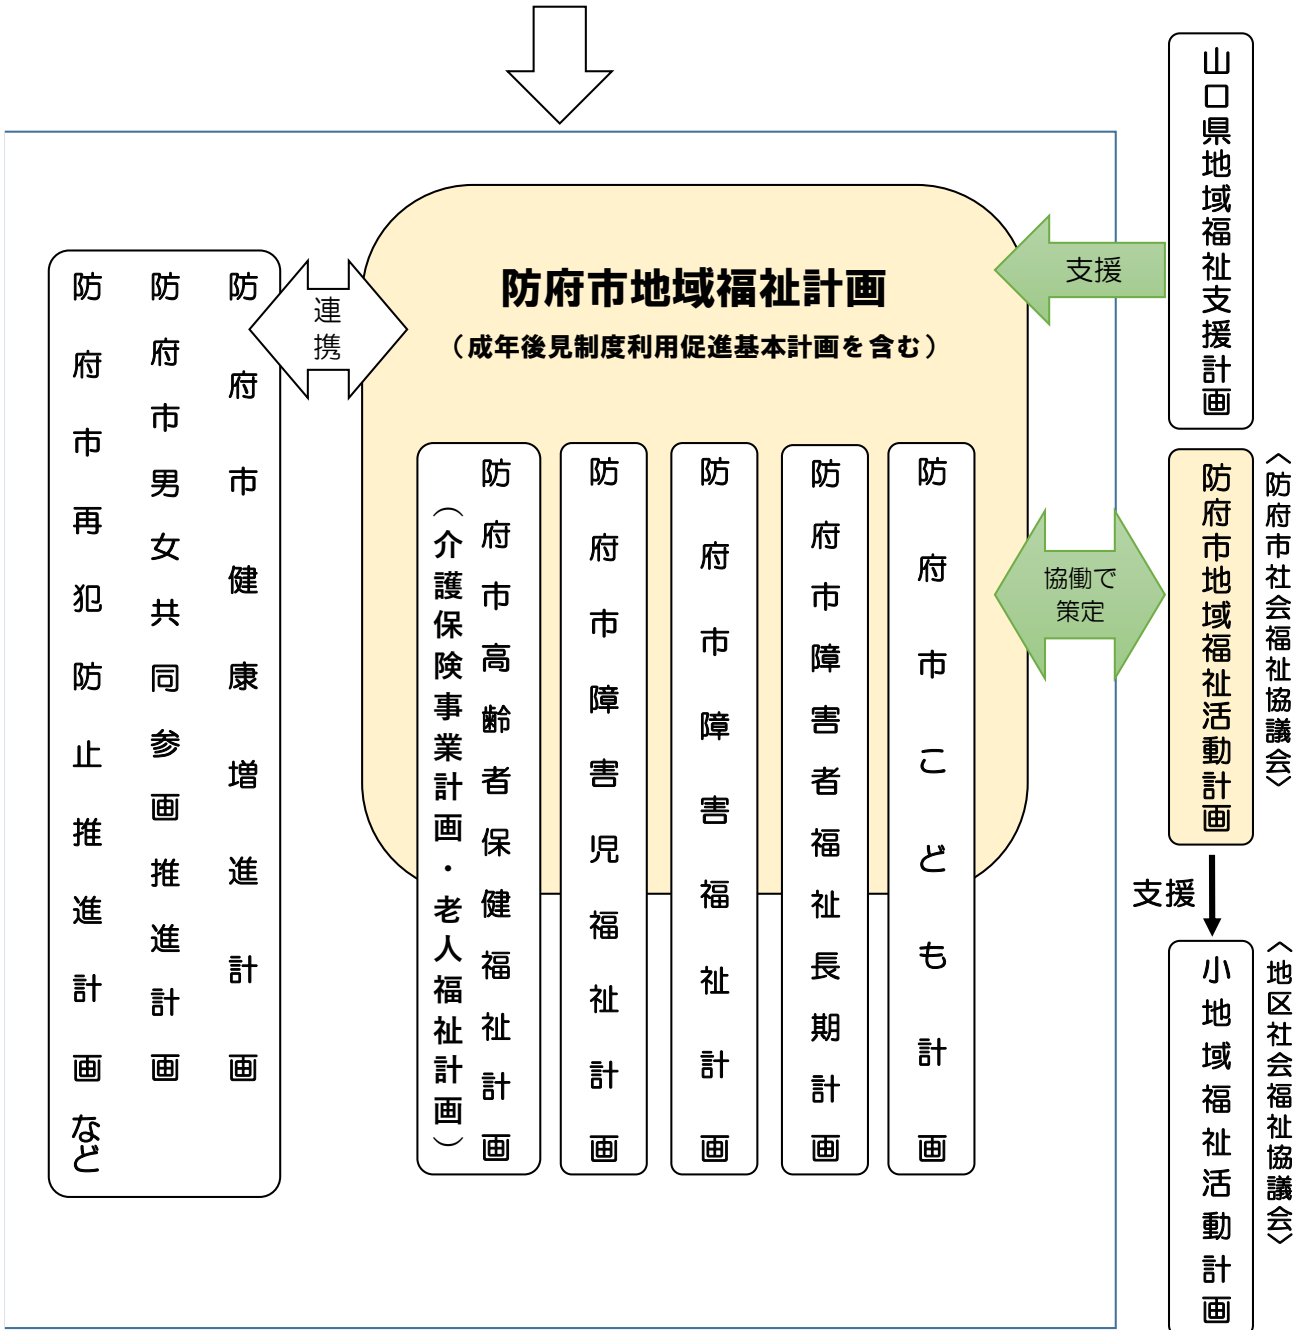 防府市地域福祉計画
（成年後見制度利用促進基本計画を含む）
連
携
支援
協働で
策定
防府市健康増進計画
防府市男女共同参画推進計画
防府市再犯防止推進計画など
防府市こども計画
防府市障害者福祉長期計画
防府市障害福祉計画
防府市障害児福祉計画
防府市高齢者保健福祉計画
（介護保険事業計画・老人福祉計画）
山口県地域福祉支援計画
〈防府市社会福祉協議会〉
防府市地域福祉活動計画
支援
〈地区社会福祉協議会〉
小地域福祉活動計画